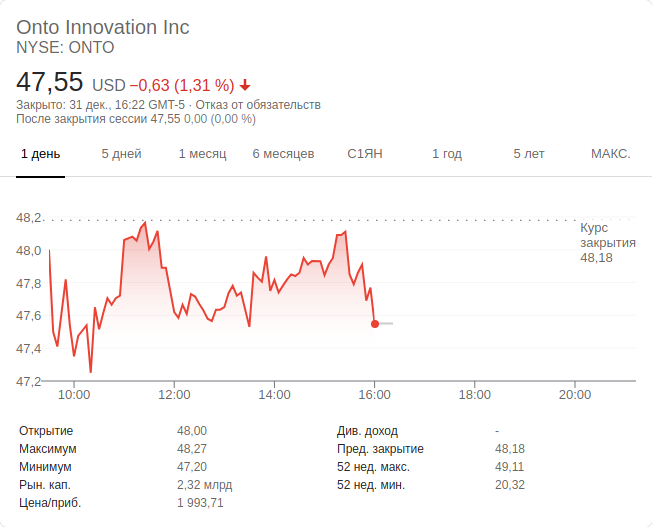 Onto Innovation Inc
NYSE: ONTO
47,55 USD −0,63 (1,31 %)
Закрыто: 31 дек., 16:22 GMT-5 · Отказ от обязательств
После закрытия сессии 47,55 0,00 (0,00 %)
1 день 5 дней 1 месяц 6 месяцев С1ЯН 1 год 5 лет МАКС.
48,2
48,0
47,8
47,6
47,4
47,2
Курс
закрытия
48,18
10:00 12:00 14:00 16:00 18:00 20:00
Открытие 48,00
Максимум 48,27
Минимум 47,20
Рын. кап. 2,32 млрд
Цена/приб. 1 993,71
Див. доход -
Пред. закрытие 48,18
52 нед. макс. 49,11
52 нед. мин. 20,32